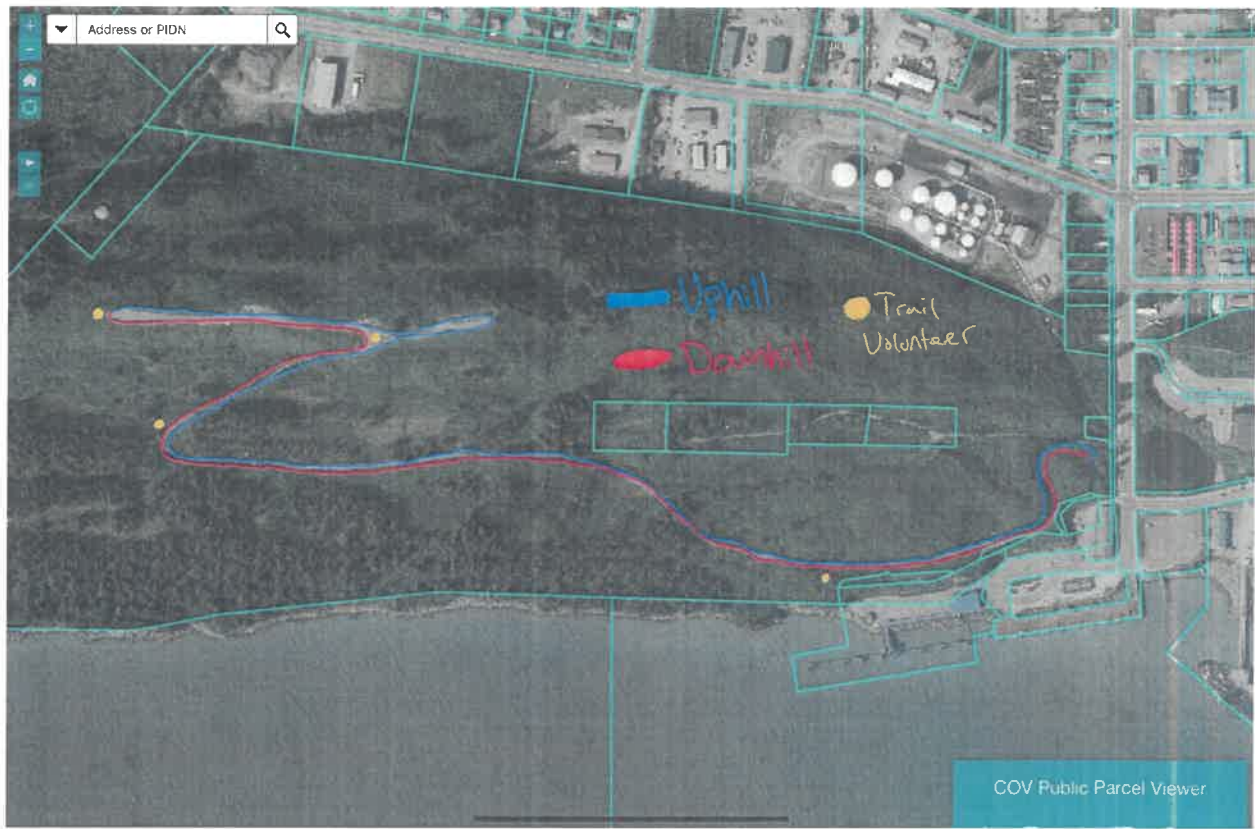 Address or PIDN
Uphill
Downhill
Trail
Volunteer
COV Public Parcel Viewer